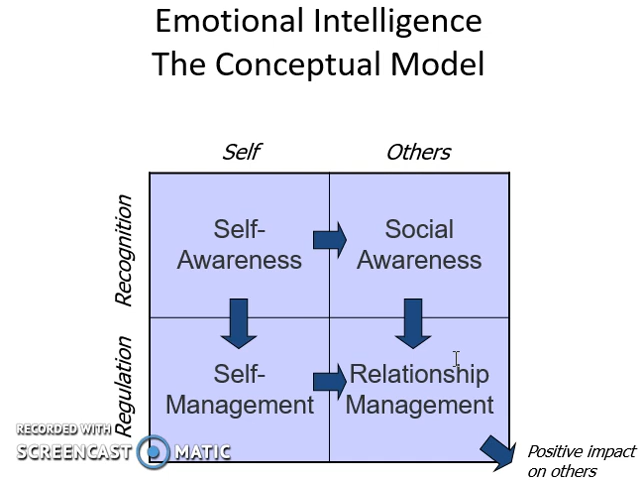 Emotional Intelligence
The Conceptual Model
Self
Others
Recognition
Self-
Awareness
Social
Awareness
Regulation
Self-
Management
Relationship
Management
RECORDED WITH
SCREENCAST MATIC
Positive impact
on others